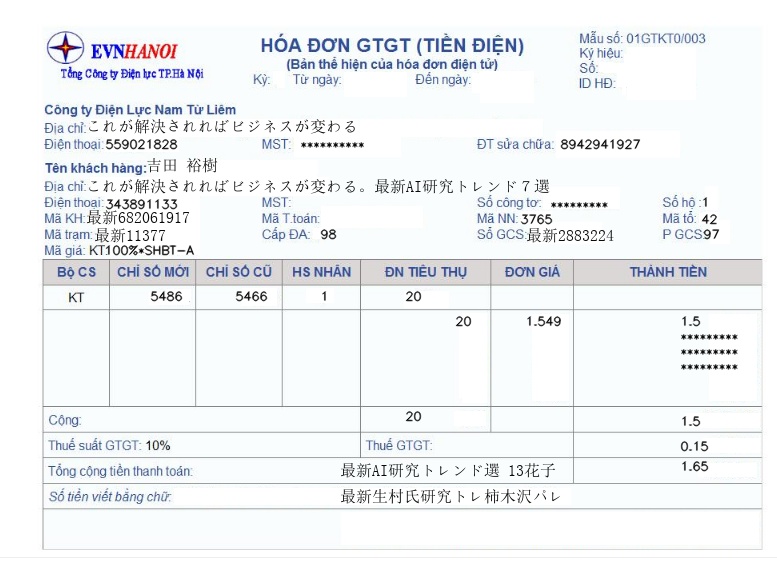 EVNHANOI
Tổng Công ty Điện lực TP.Hà Nội
HÓA ĐƠN GTGT (TIỀN ĐIỆN)
(Bản thể hiện của hóa đơn điện tử)
Kỳ: Từ ngày: Đến ngày:
Mẫu số: 01GTKT0/003
Ký hiệu:
Số:
ID HĐ:
Công ty Điện Lực Nam Từ Liêm
Địa chỉ: これが解決されればビジネスが変わる
Điện thoại: 559021828 MST: ********** ĐT sửa chữa: 8942941927
Tên khách hàng: 吉田 裕樹
Địa chỉ: これが解決されればビジネスが変わる。最新AI研究トレンド７選
Điện thoại: 343891133 MST: Số công tơ: ********* Số hộ :1
Mã KH: 最新682061917 Mã T.toán: Mã NN: 3765 Mã tổ: 42
Mã trạm: 最新11377 Cấp ĐA: 98 Số GCS: 最新2883224 P GCS 97
Mã giá: KT100%*SHBT-A
Bộ CS CHỈ SỐ MỚI CHỈ SỐ CŨ HS NHÂN ĐN TIÊU THỤ ĐƠN GIÁ THÀNH TIỀN
KT 5486 5466 1 20
20 1.549 1.5
*********
*********
*********
Cộng: 20 1.5
Thuế suất GTGT: 10% Thuế GTGT: 0.15
Tổng cộng tiền thanh toán: 最新AI研究トレンド選 13花子 1.65
Số tiền viết bằng chữ: 最新生村氏研究トレ柿木沢パレ